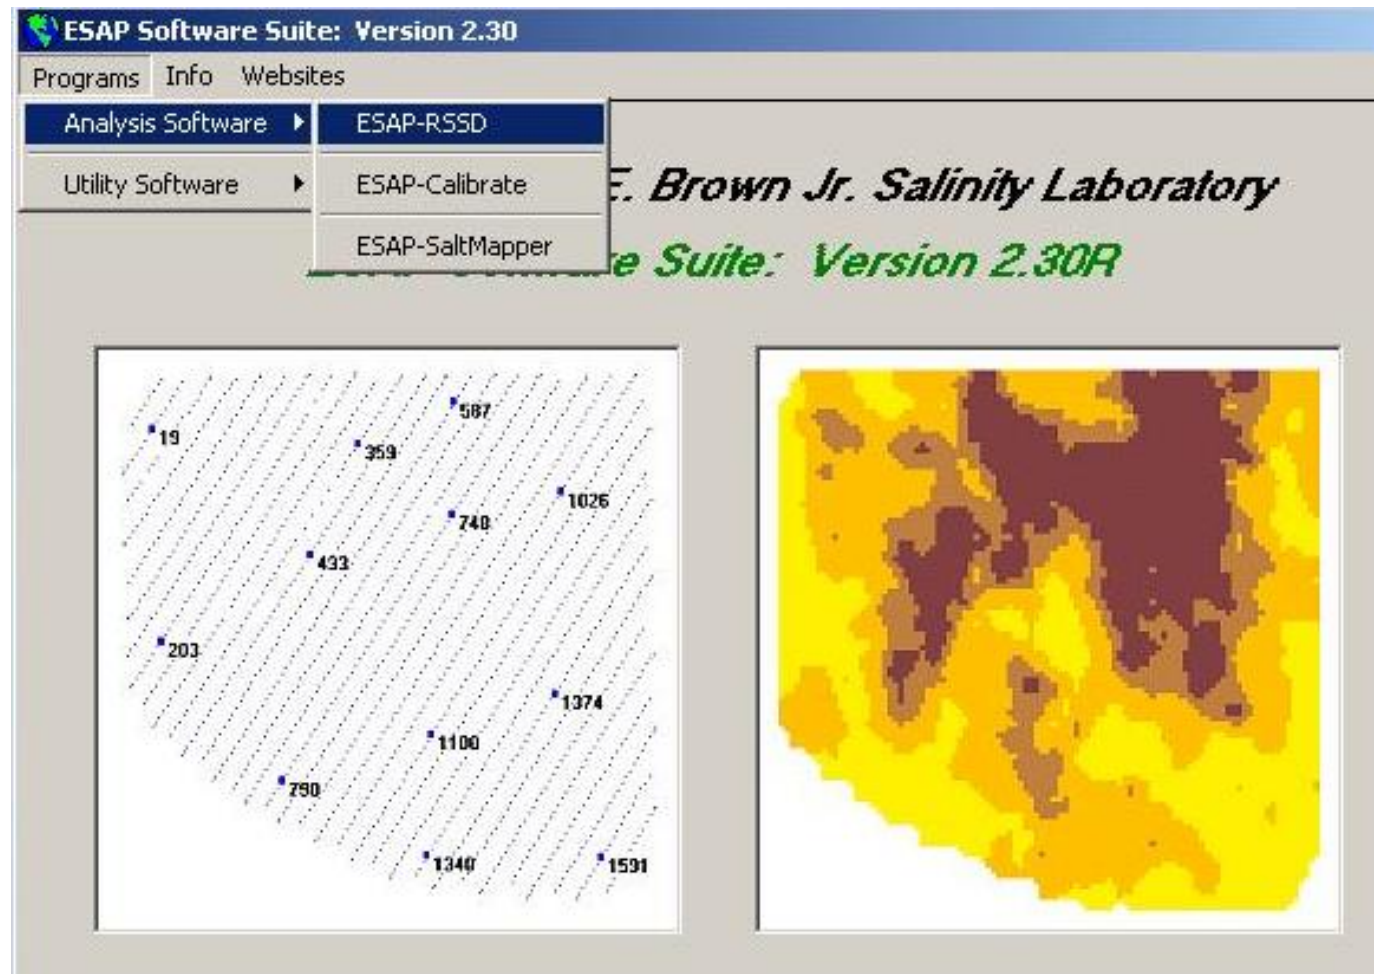 ESAP Software Suite: Version 2.30
Programs Info Websites
Analysis Software
Utility Software
ESAP-RSSD
ESAP-Calibrate
ESAP-SaltMapper
E. Brown Jr. Salinity Laboratory
Suite: Version 2.30R
587
19
359
1026
748
433
203
1374
1100
790
1340
1591